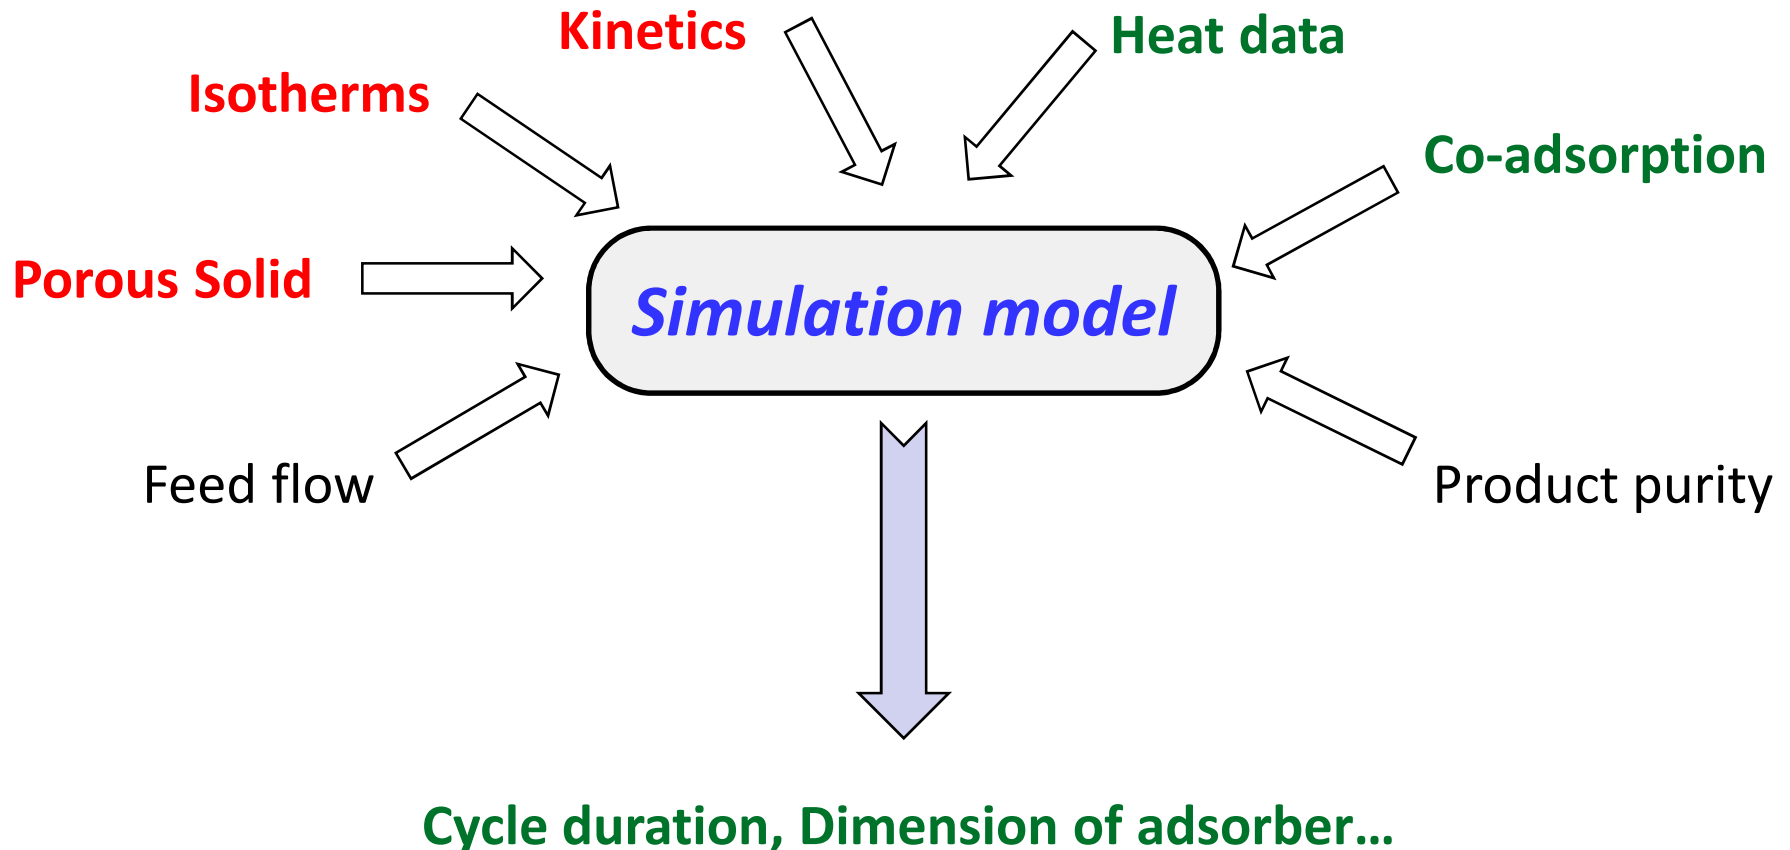 Kinetics
Heat data
Isotherms
Co-adsorption
Porous Solid
Simulation model
Feed flow
Product purity
Cycle duration, Dimension of adsorber...